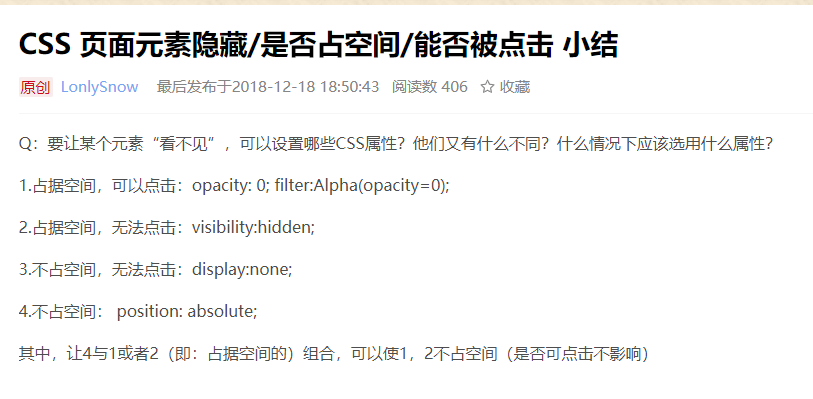 CSS 页面元素隐藏/是否占空间/能否被点击 小结
原创 LonlySnow 最后发布于2018-12-18 18:50:43 阅读数 406 ☆ 收藏
Q：要让某个元素“看不见”，可以设置哪些CSS属性？他们又有什么不同？什么情况下应该选用什么属性？
1.占据空间，可以点击：opacity: 0; filter:Alpha(opacity=0);
2.占据空间，无法点击：visibility:hidden;
3.不占空间，无法点击：display:none;
4.不占空间： position: absolute;
其中，让4与1或者2（即：占据空间的）组合，可以使1，2不占空间（是否可点击不影响）